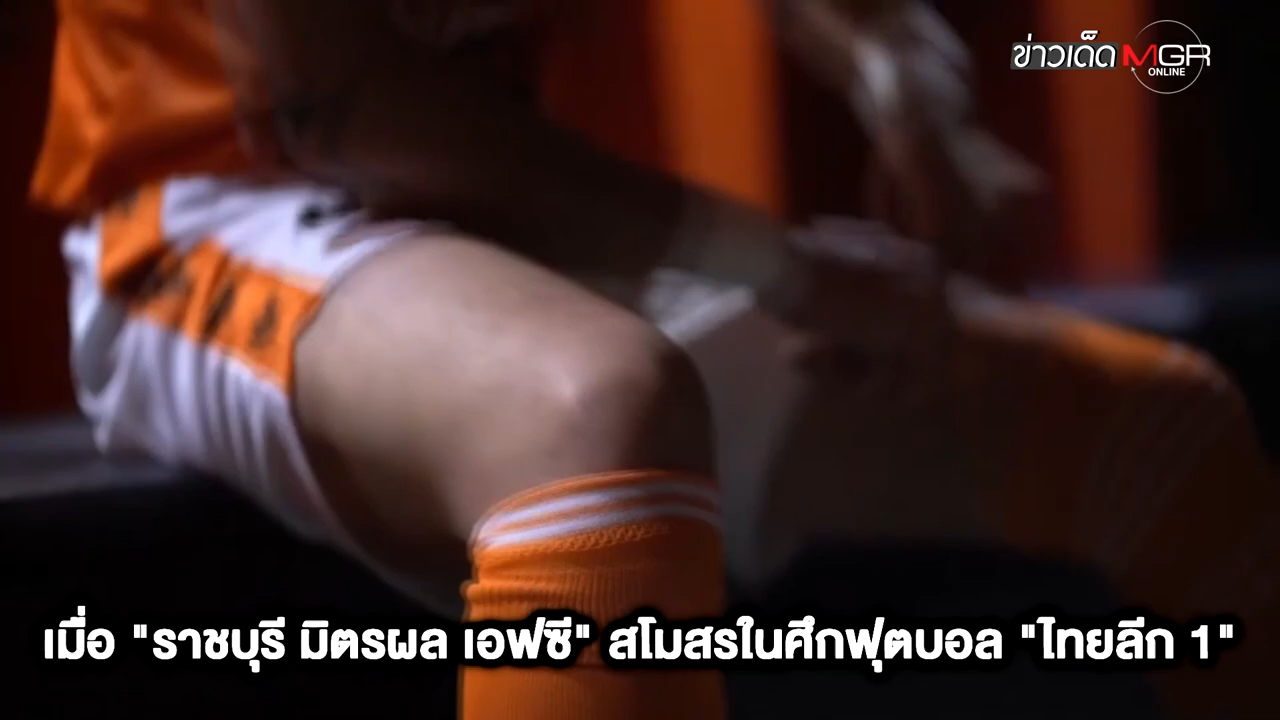 ข่าวเด็ด MGR
ONLINE
เมื่อ "ราชบุรี มิตรผล เอฟซี" สโมสรในศึกฟุตบอล "ไทยลีก 1"